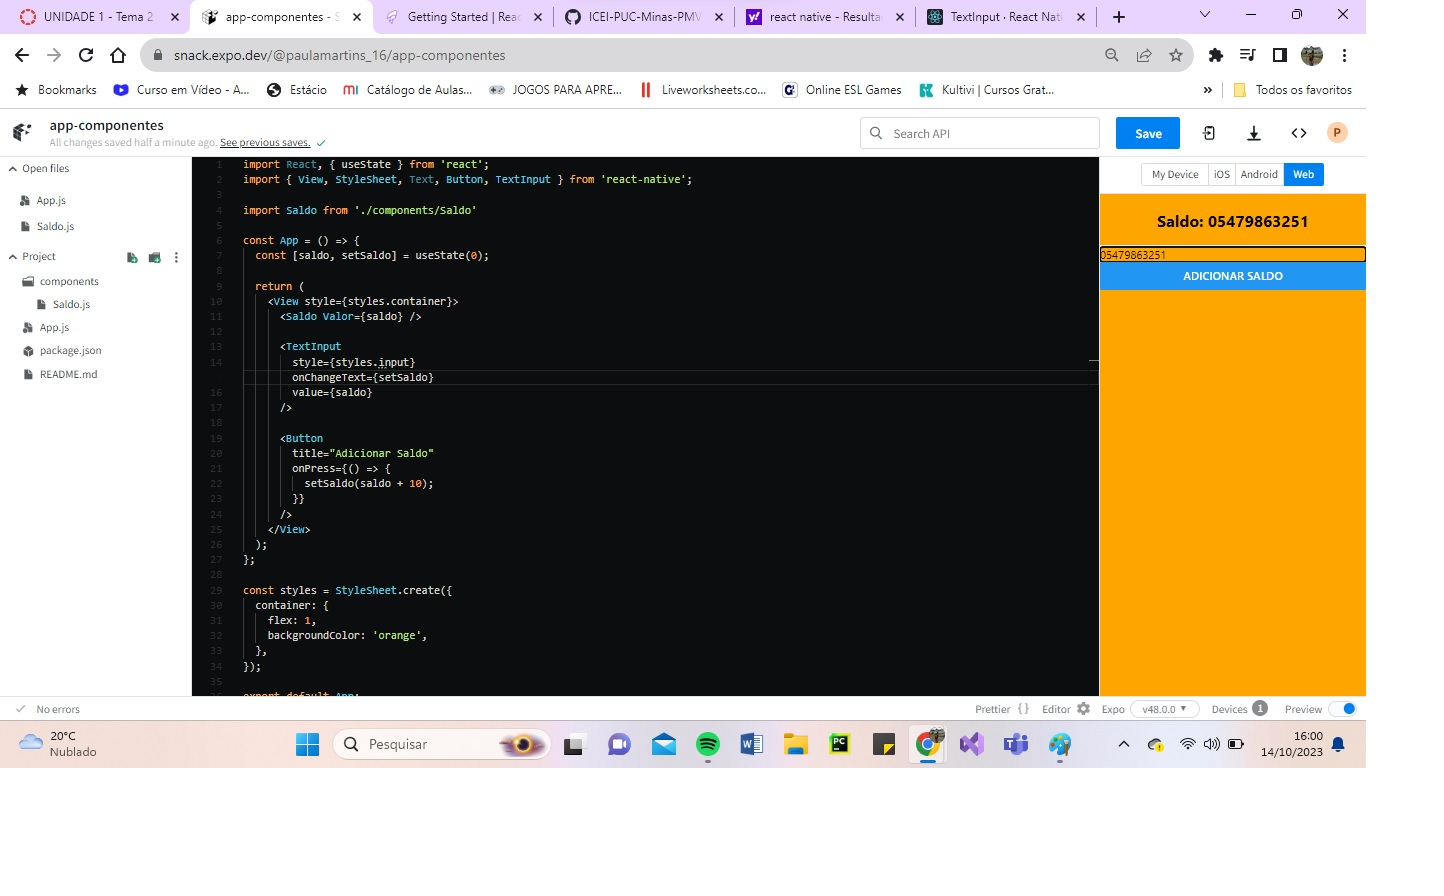 UNIDADE 1 - Tema 2
app-componentes - S
Getting Started | Rea
ICEI-PUC-Minas-PMV
react native - Resulta
TextInput · React Nati
snack.expo.dev/@paulamartins_16/app-componentes
Bookmarks
Curso em Vídeo - A...
Estácio
Catálogo de Aulas...
JOGOS PARA APRE...
Liveworksheets.co...
Online ESL Games
Kultivi | Cursos Grat...
»
Todos os favoritos
app-componentes
All changes saved half a minute ago. See previous saves.
Search API
Save
P
Open files
App.js
Saldo.js
Project
components
Saldo.js
App.js
package.json
README.md
1 import React, { useState } from 'react';
2 import { View, StyleSheet, Text, Button, TextInput } from 'react-native';
3
4 import Saldo from './components/Saldo'
5
6 const App = () => {
7 const [saldo, setSaldo] = useState(0);
8
9 return (
10 <View style={styles.container}>
11 <Saldo Valor={saldo} />
12
13 <TextInput
14 style={styles.input}
onChangeText={setSaldo}
16 value={saldo}
17 />
18
19 <Button
20 title="Adicionar Saldo"
21 onPress={() => {
22 setSaldo(saldo + 10);
23 }}
24 />
25 </View>
26 );
27 };
28
29 const styles = StyleSheet.create({
30 container: {
31 flex: 1,
32 backgroundColor: 'orange',
33 },
34 });
35
36 export default App;
My Device
iOS
Android
Web
Saldo: 05479863251
05479863251
ADICIONAR SALDO
No errors
Prettier { }
Editor
Expo
v48.0.0
Devices 1
Preview
20°C
Nublado
Pesquisar
16:00
14/10/2023